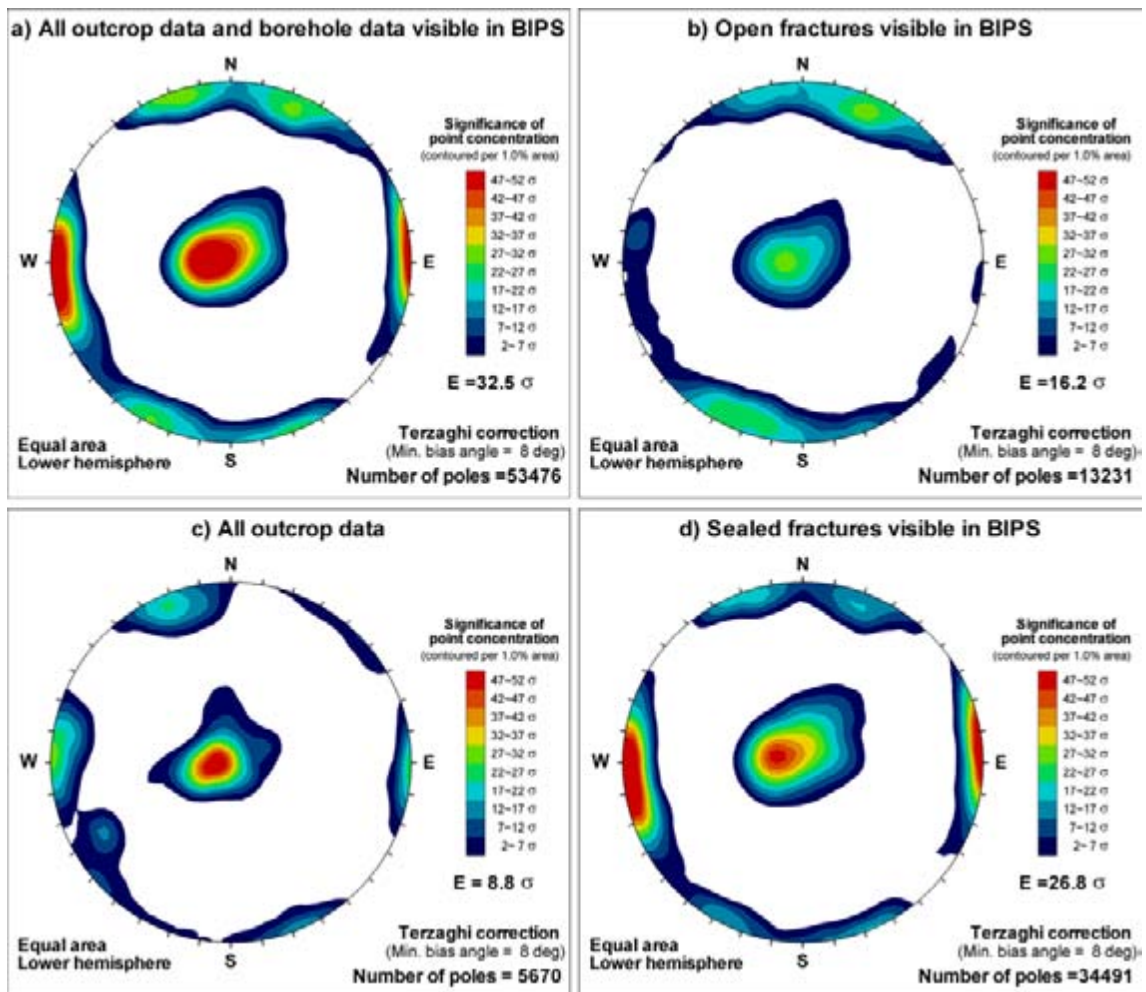 a) All outcrop data and borehole data visible in BIPS
N
W
E
S
Significance of
point concentration
(contoured per 1.0% area)
47~52 σ
42~47 σ
37~42 σ
32~37 σ
27~32 σ
22~27 σ
17~22 σ
12~17 σ
7~12 σ
2~ 7 σ
E =32.5 σ
Equal area
Lower hemisphere
Terzaghi correction
(Min. bias angle = 8 deg)
Number of poles =53476
b) Open fractures visible in BIPS
N
W
E
S
Significance of
point concentration
(contoured per 1.0% area)
47~52 σ
42~47 σ
37~42 σ
32~37 σ
27~32 σ
22~27 σ
17~22 σ
12~17 σ
7~12 σ
2~ 7 σ
E =16.2 σ
Equal area
Lower hemisphere
Terzaghi correction
(Min. bias angle = 8 deg)
Number of poles =13231
c) All outcrop data
N
W
E
S
Significance of
point concentration
(contoured per 1.0% area)
47~52 σ
42~47 σ
37~42 σ
32~37 σ
27~32 σ
22~27 σ
17~22 σ
12~17 σ
7~12 σ
2~ 7 σ
E = 8.8 σ
Equal area
Lower hemisphere
Terzaghi correction
(Min. bias angle = 8 deg)
Number of poles = 5670
d) Sealed fractures visible in BIPS
N
W
E
S
Significance of
point concentration
(contoured per 1.0% area)
47~52 σ
42~47 σ
37~42 σ
32~37 σ
27~32 σ
22~27 σ
17~22 σ
12~17 σ
7~12 σ
2~ 7 σ
E =26.8 σ
Equal area
Lower hemisphere
Terzaghi correction
(Min. bias angle = 8 deg)
Number of poles =34491